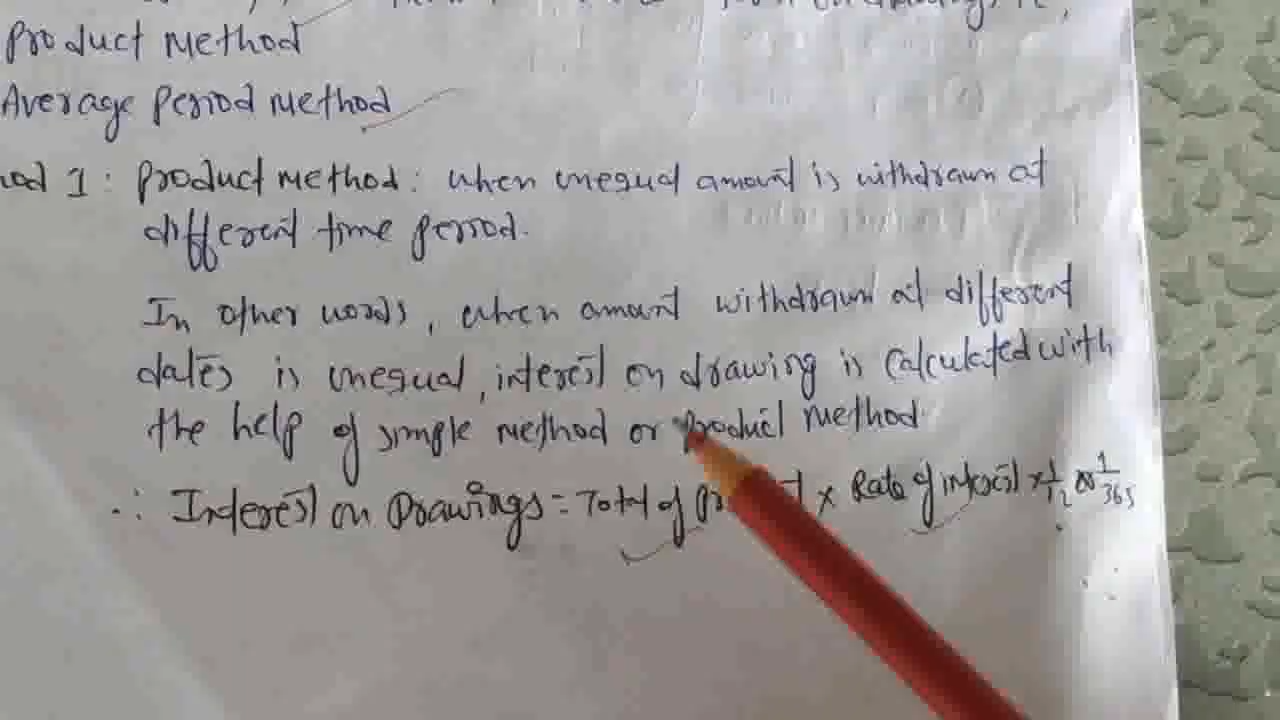 Product Method
Average Period Method
1: Product method: when unequal amount is withdrawn at
different time period.
In other words, when amount withdrawn at different
dates is unequal, interest on drawing is calculated with
the help of simple method or Product method.
∴ Interest on Drawings = Total of × Rate of interest × 1/12 or 1/365